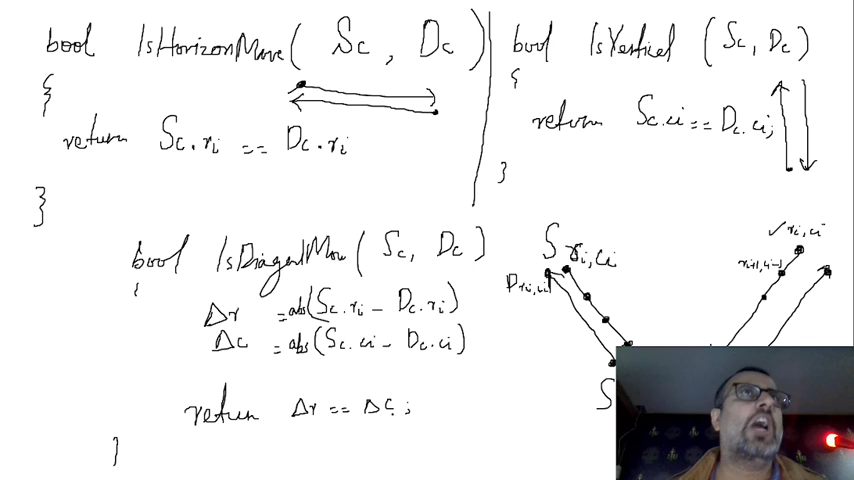 bool IsHorizonMove( Sc , Dc )
{
return Sc.ri == Dc.ri
}
bool IsVertical ( Sc, Dc )
{
return Sc.ci == Dc.ci;
}
bool IsDiagonalMove ( Sc, Dc )
{
Δr = abs(Sc.ri - Dc.ri)
Δc = abs(Sc.ci - Dc.ci)
return Δr == Δc ;
}
S ri, ci
D ri, ci
S
✓ ri, ci
ri+1, ci-1